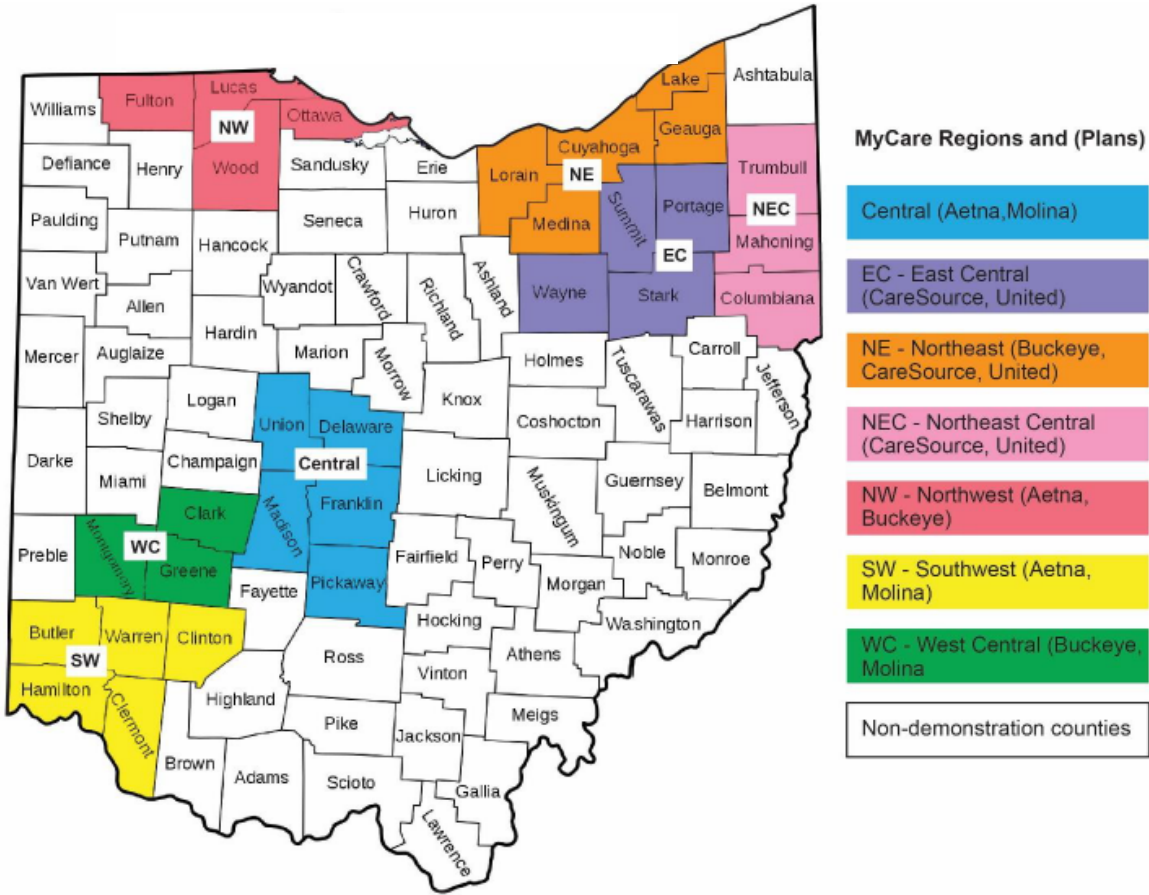 Ashtabula
Lake
Lucas
Fulton
Williams
Ottawa
Geauga
NW
Cuyahoga
MyCare Regions and (Plans)
Defiance
Henry
Wood
Sandusky
Erie
Lorain
NE
Trumbull
Portage
NEC
Central (Aetna,Molina)
Paulding
Seneca
Huron
Medina
Summit
Putnam
Hancock
EC
Mahoning
Van Wert
Wyandot
Crawford
Richland
Ashland
Wayne
Stark
Columbiana
EC - East Central
(CareSource, United)
Allen
Hardin
Marion
Morrow
Carroll
Mercer
Auglaize
Holmes
Tuscarawas
Jefferson
NE - Northeast (Buckeye,
CareSource, United)
Logan
Knox
Shelby
Union
Delaware
Coshocton
Harrison
NEC - Northeast Central
(CareSource, United)
Darke
Champaign
Central
Licking
Miami
Muskingum
Guernsey
Belmont
NW - Northwest (Aetna,
Buckeye)
Clark
Madison
Franklin
Preble
WC
Montgomery
Greene
Fairfield
Perry
Noble
Monroe
Fayette
Pickaway
Morgan
SW - Southwest (Aetna,
Molina)
Hocking
Washington
Butler
Warren
Clinton
Ross
Athens
SW
Vinton
WC - West Central (Buckeye,
Molina
Hamilton
Clermont
Highland
Pike
Jackson
Meigs
Non-demonstration counties
Brown
Adams
Scioto
Gallia
Lawrence